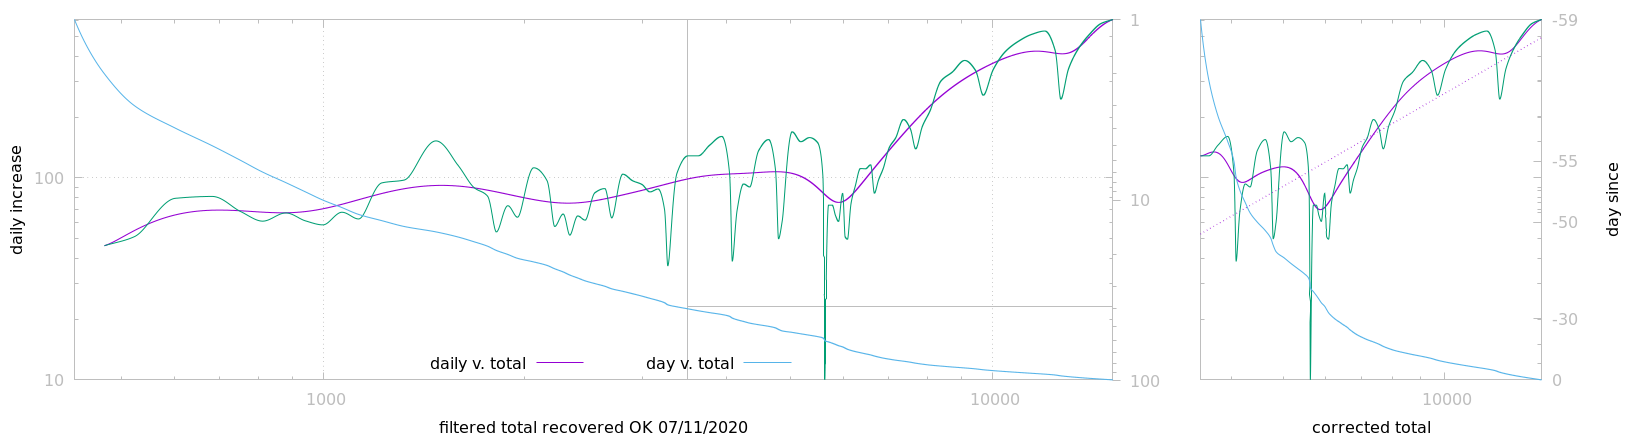 daily increase
100
10
1000
10000
1
10
100
daily v. total
day v. total
filtered total recovered OK 07/11/2020
-59
-55
-50
-30
0
day since
10000
corrected total